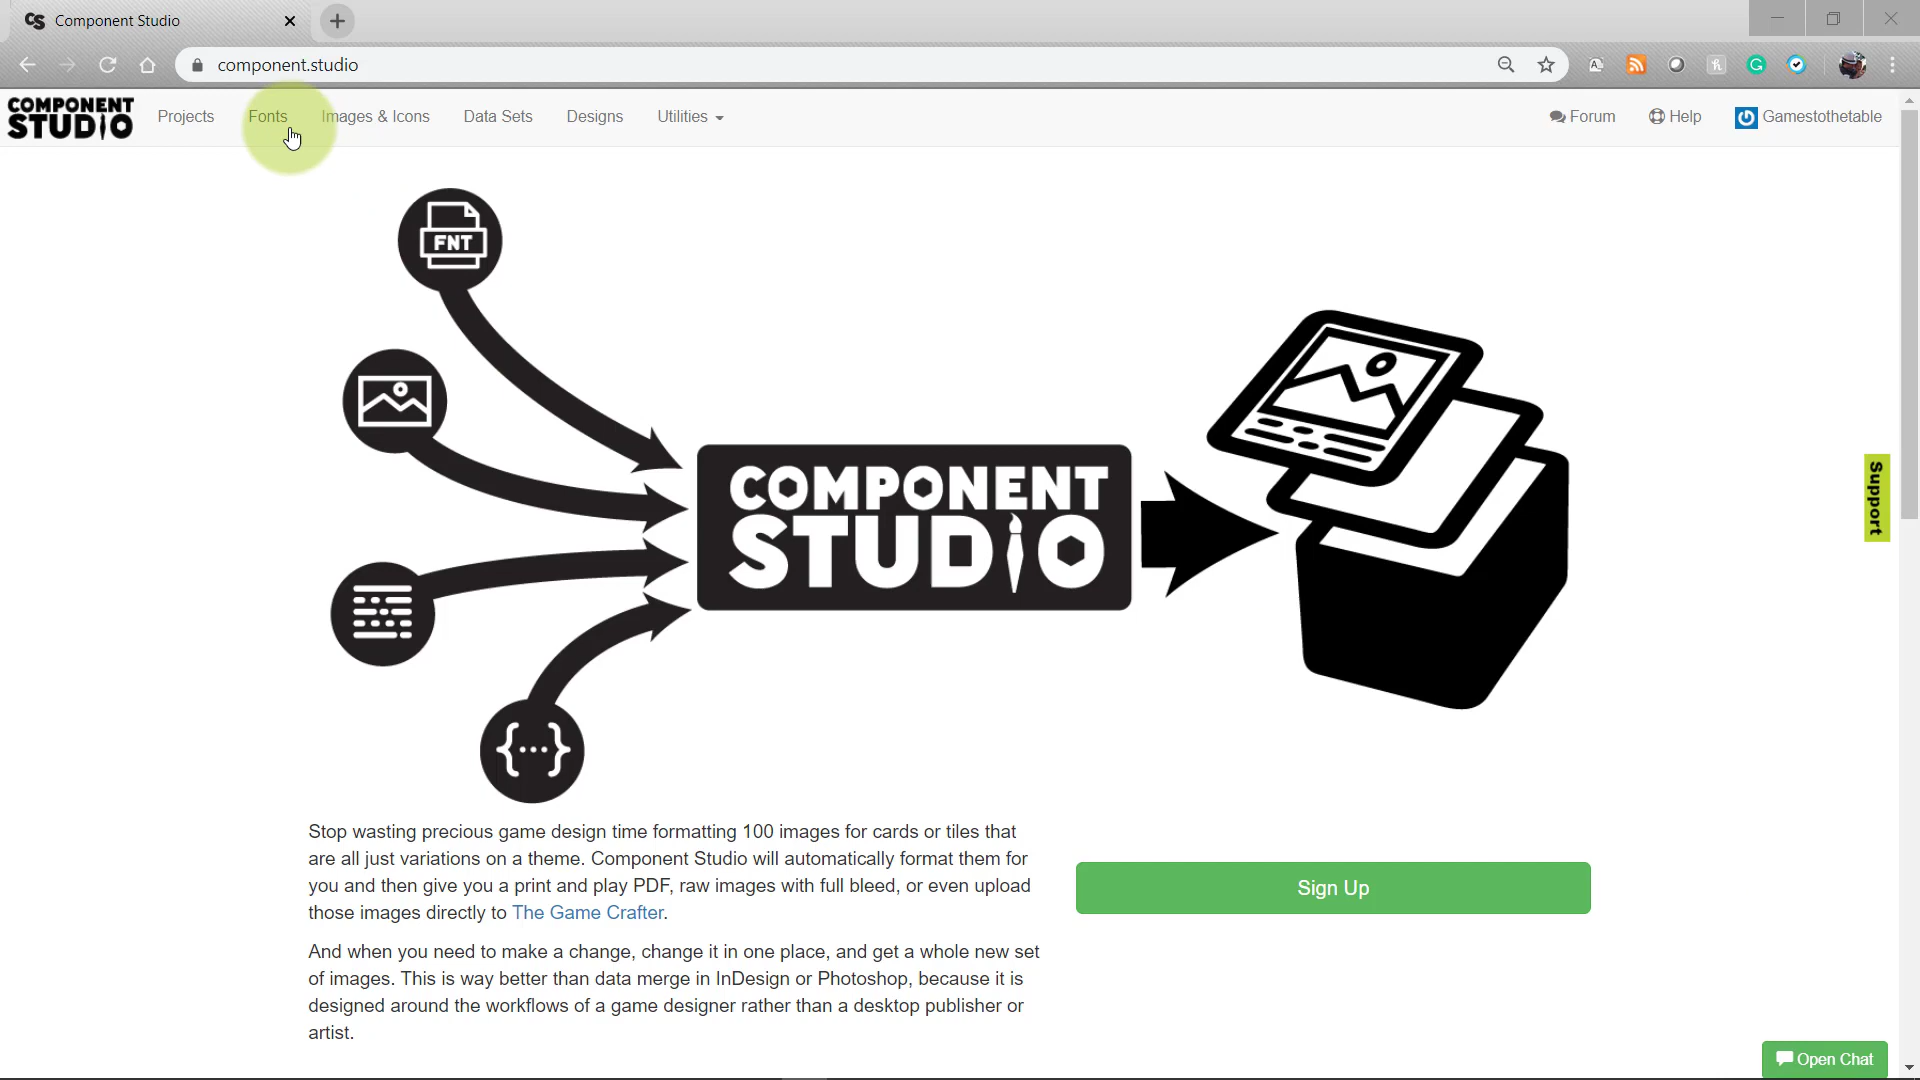 Component Studio
component.studio
COMPONENT
STUDIO
Projects
Fonts
Images & Icons
Data Sets
Designs
Utilities
Forum
Help
Gamestothetable
FNT
COMPONENT
STUDIO
{...}
Support
Stop wasting precious game design time formatting 100 images for cards or tiles that
are all just variations on a theme. Component Studio will automatically format them for
you and then give you a print and play PDF, raw images with full bleed, or even upload
those images directly to The Game Crafter.
Sign Up
And when you need to make a change, change it in one place, and get a whole new set
of images. This is way better than data merge in InDesign or Photoshop, because it is
designed around the workflows of a game designer rather than a desktop publisher or
artist.
Open Chat